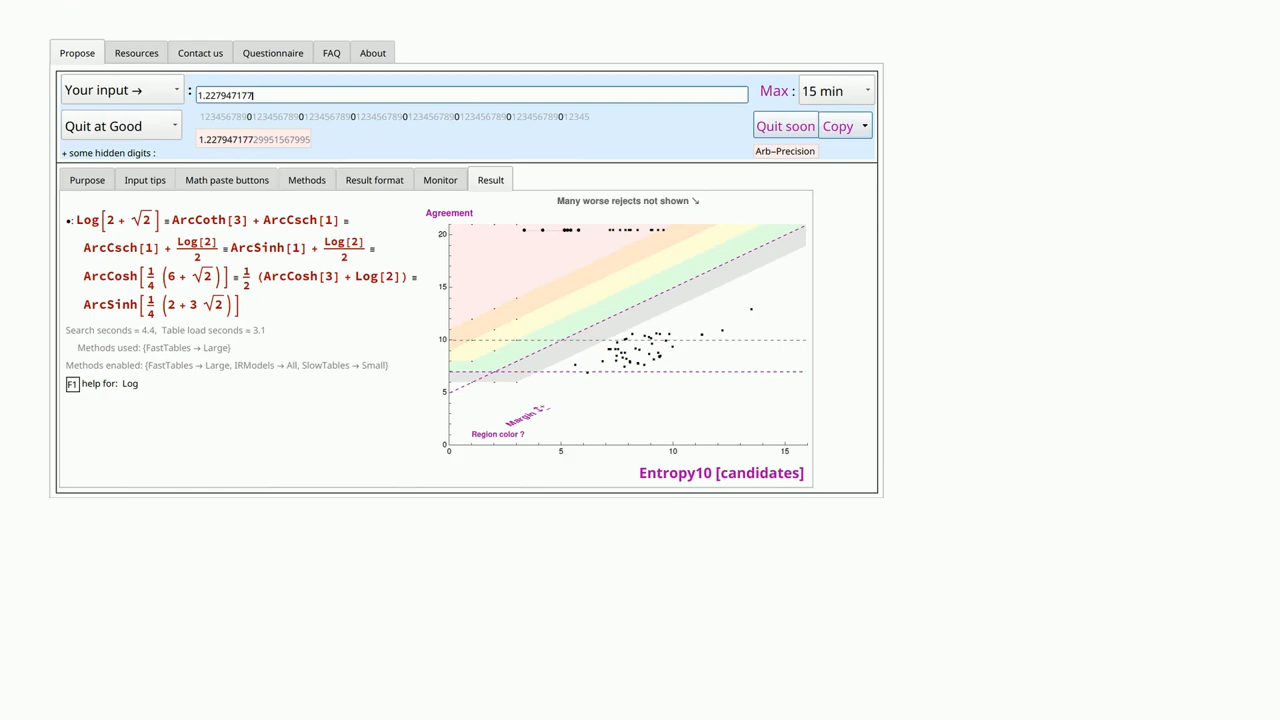 Propose Resources Contact us Questionnaire FAQ About
Your input → : 1.227947177 Max : 15 min
123456789012345678901234567890123456789012345678901234567890123456789012345
Quit at Good Quit soon Copy
1.22794717729951567995
+ some hidden digits : Arb-Precision
Purpose Input tips Math paste buttons Methods Result format Monitor Result
Many worse rejects not shown ↘
Agreement
•: Log[2 + √2] ≡ ArcCoth[3] + ArcCsch[1] ≡
ArcCsch[1] + Log[2]/2 ≡ ArcSinh[1] + Log[2]/2 ≡
ArcCosh[1/4 (6 + √2)] ≡ 1/2 (ArcCosh[3] + Log[2]) ≡
ArcSinh[1/4 (2 + 3 √2)]
Search seconds = 4.4, Table load seconds = 3.1
Methods used: {FastTables → Large}
Methods enabled: {FastTables → Large, IRModels → All, SlowTables → Small}
F1 help for: Log
20
15
10
5
0
Margin ↕
Region color ?
0 5 10 15
Entropy10 [candidates]